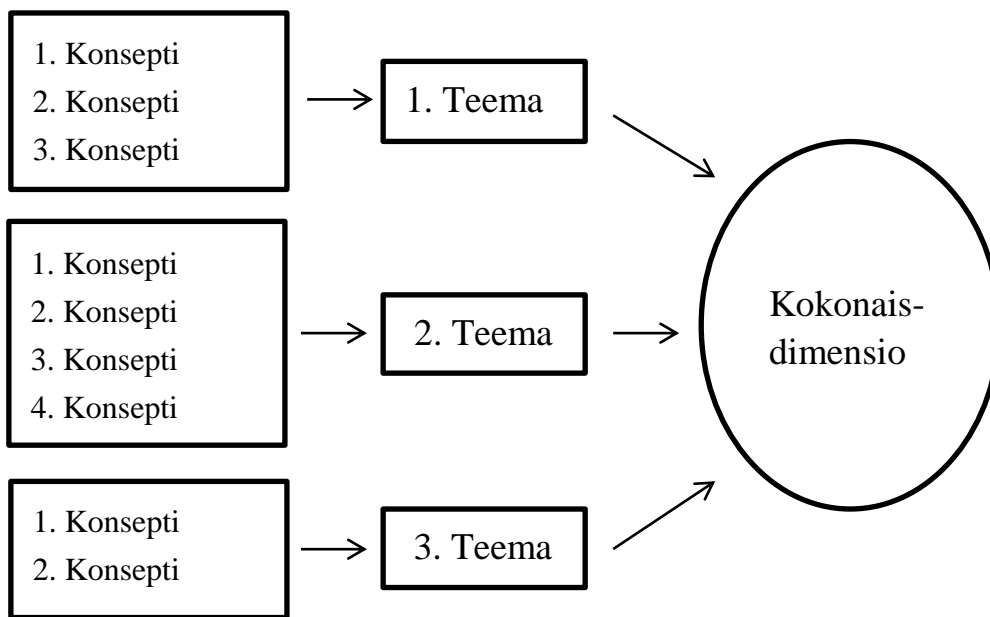 1. Konsepti
2. Konsepti
3. Konsepti
1. Teema
1. Konsepti
2. Konsepti
3. Konsepti
4. Konsepti
2. Teema
Kokonais-
dimensio
1. Konsepti
2. Konsepti
3. Teema